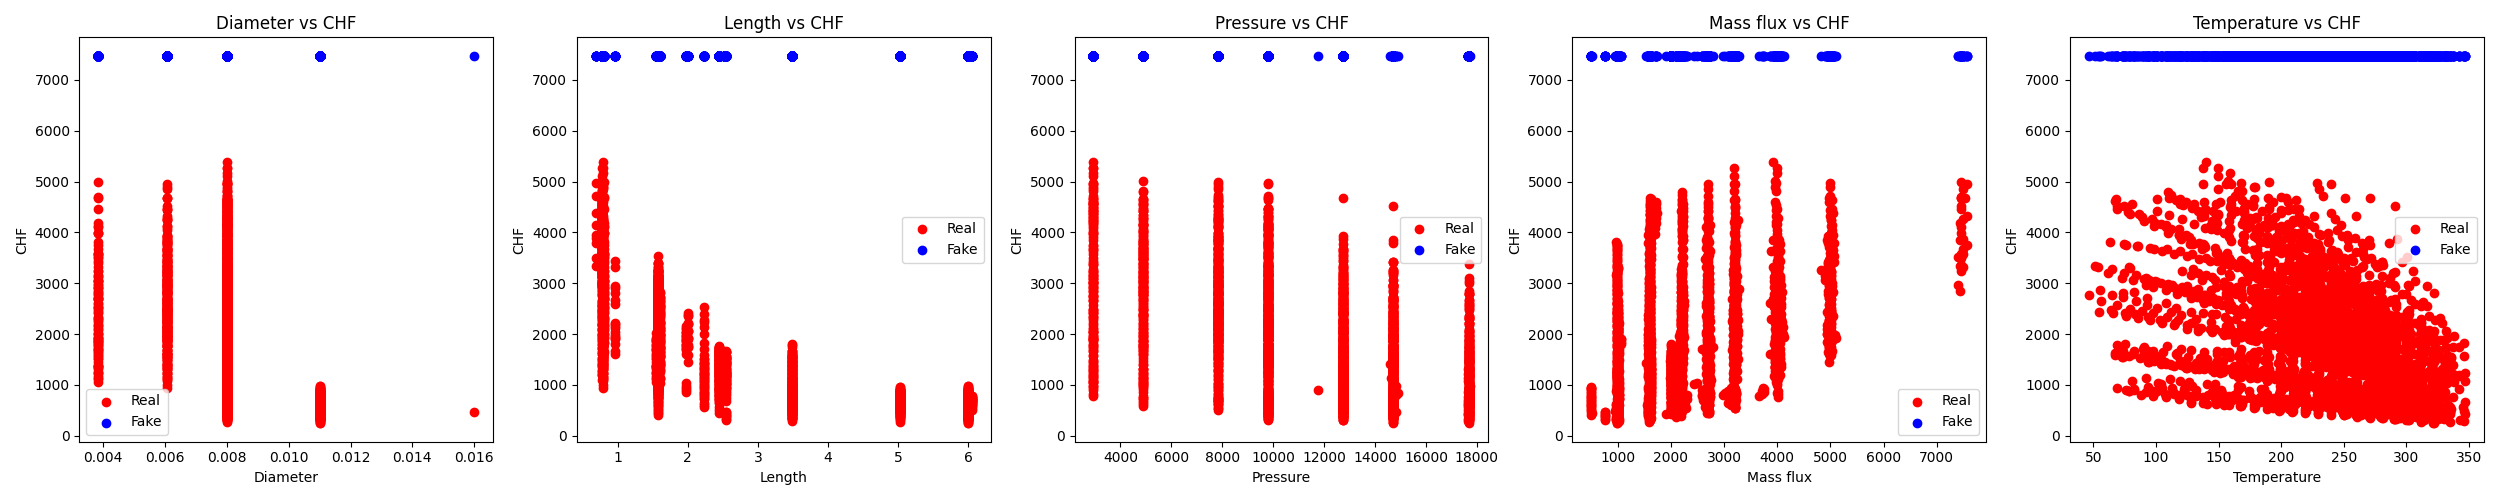 Diameter vs CHF
CHF
7000
6000
5000
4000
3000
2000
1000
0
Real
Fake
0.004 0.006 0.008 0.010 0.012 0.014 0.016
Diameter
Length vs CHF
CHF
7000
6000
5000
4000
3000
2000
1000
0
Real
Fake
1 2 3 4 5 6
Length
Pressure vs CHF
CHF
7000
6000
5000
4000
3000
2000
1000
0
Real
Fake
4000 6000 8000 10000 12000 14000 16000 18000
Pressure
Mass flux vs CHF
CHF
7000
6000
5000
4000
3000
2000
1000
0
Real
Fake
1000 2000 3000 4000 5000 6000 7000
Mass flux
Temperature vs CHF
CHF
7000
6000
5000
4000
3000
2000
1000
0
Real
Fake
50 100 150 200 250 300 350
Temperature